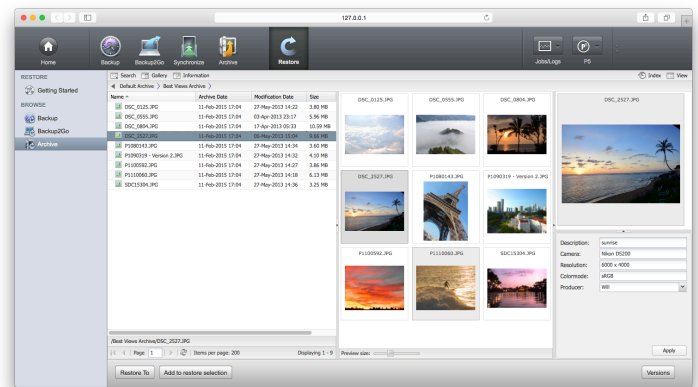 127.0.0.1
Home
Backup
Backup2Go
Synchronize
Archive
Restore
Jobs/Logs
P5
RESTORE
Getting Started
BROWSE
Backup
Backup2Go
Archive
Search Gallery Information
Index View
Default Archive Best Views Archive
Name Archive Date Modification Date Size
DSC_0125.JPG 11-Feb-2015 17:04 27-May-2013 14:22 3.80 MB
DSC_0555.JPG 11-Feb-2015 17:04 03-Apr-2013 23:17 5.96 MB
DSC_0804.JPG 11-Feb-2015 17:04 17-Apr-2013 05:33 10.59 MB
DSC_2527.JPG 11-Feb-2015 17:04 06-May-2013 15:04 9.66 MB
P1080143.JPG 11-Feb-2015 17:04 27-May-2013 14:34 3.60 MB
P1090319 - Version 2.JPG 11-Feb-2015 17:04 27-May-2013 14:32 4.10 MB
P1100592.JPG 11-Feb-2015 17:04 27-May-2013 14:27 3.86 MB
P1110060.JPG 11-Feb-2015 17:04 27-May-2013 14:18 6.13 MB
SDC15304.JPG 11-Feb-2015 17:04 27-May-2013 14:36 3.25 MB
/Best Views Archive/DSC_2527.JPG
Page 1 Items per page: 200 Displaying 1 - 9
DSC_0125.JPG DSC_0555.JPG DSC_0804.JPG
DSC_2527.JPG P1080143.JPG P1090319 - Version 2.JPG
P1100592.JPG P1110060.JPG SDC15304.JPG
Preview size:
DSC_2527.JPG
Description: sunrise
Camera: Nikon D5200
Resolution: 6000 x 4000
Colormode: sRGB
Producer: Will
Apply
Restore To
Add to restore selection
Versions